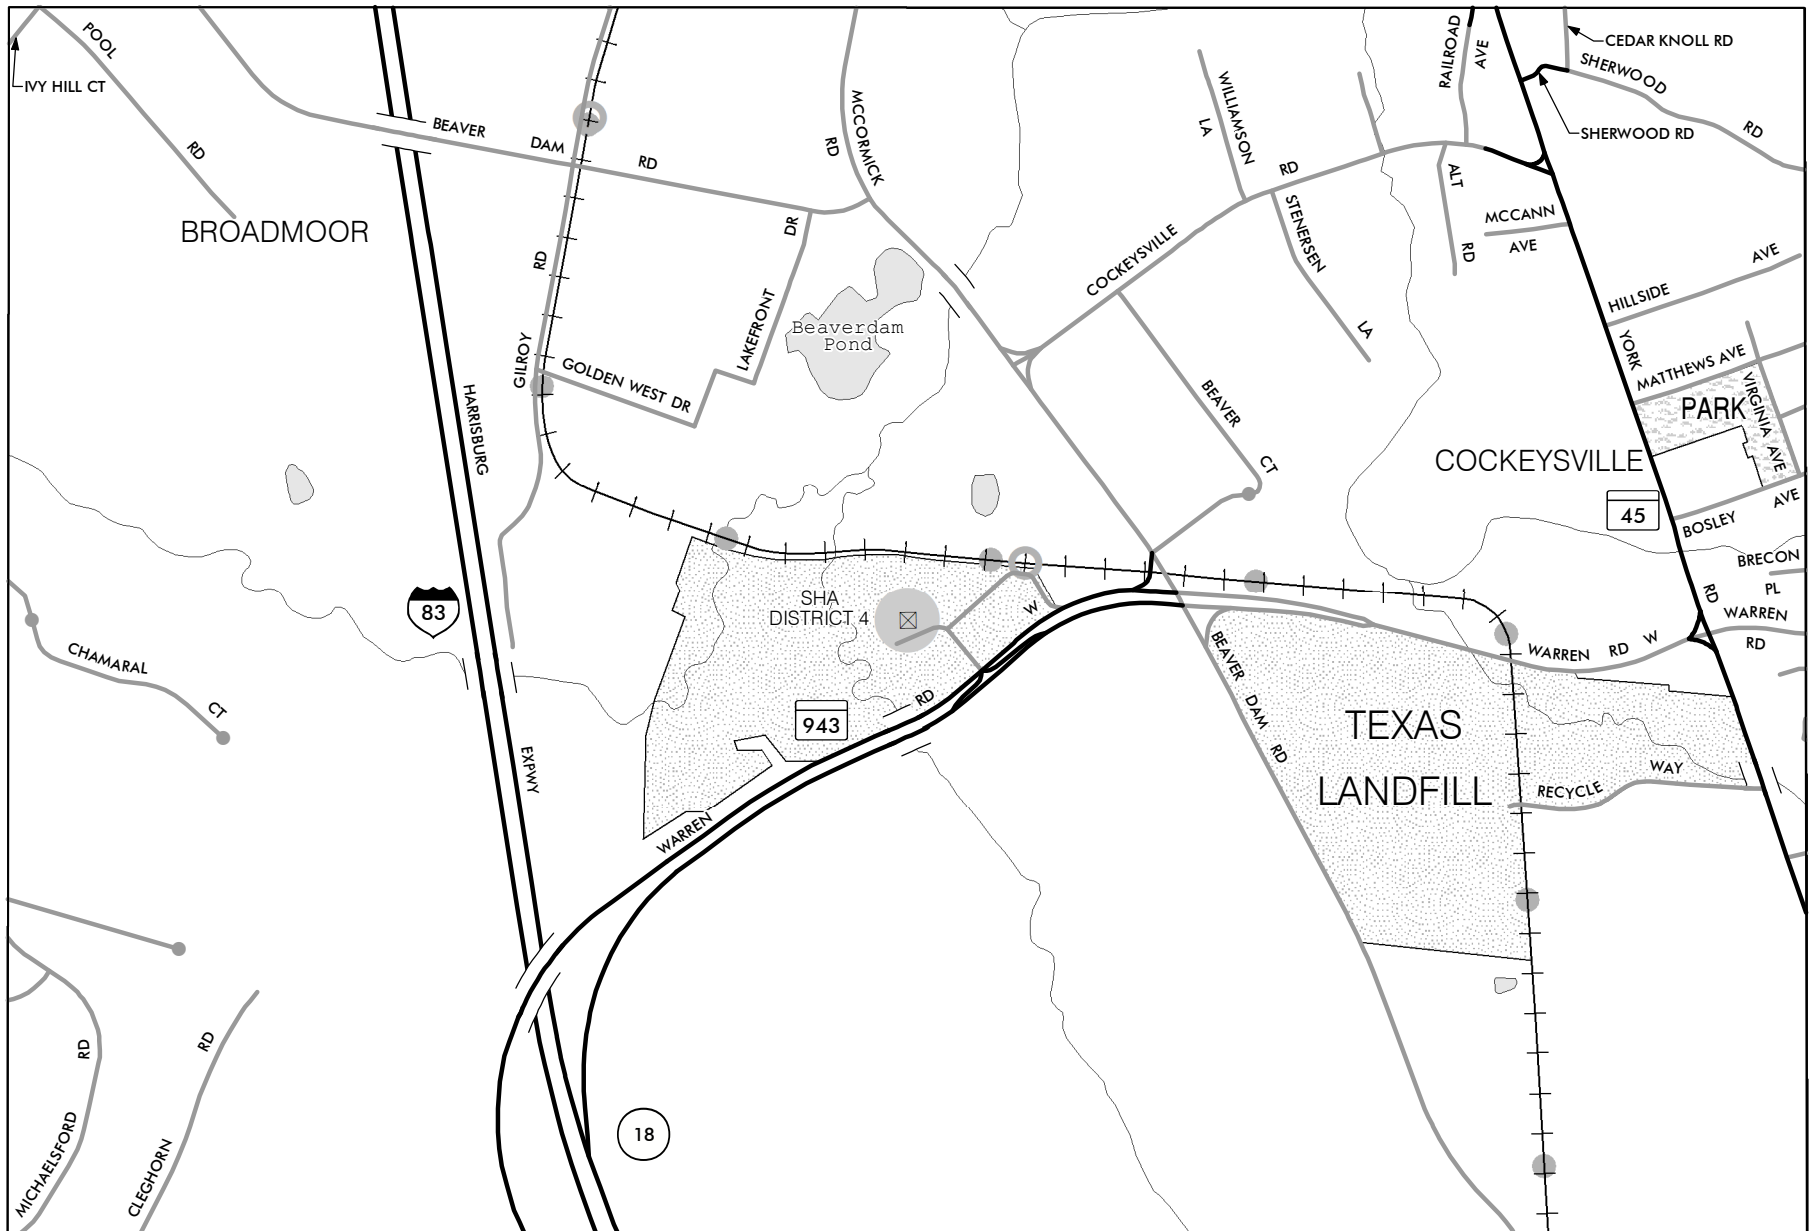 POOL
RD
IVY HILL CT
BEAVER
DAM
RD
BROADMOOR
MCCORMICK
RD
WILLIAMSON
LA
RAILROAD
AVE
CEDAR KNOLL RD
SHERWOOD
RD
SHERWOOD RD
RD
COCKEYSVILLE
STENERSEN
LA
ALT
RD
MCCANN
AVE
HILLSIDE
AVE
YORK
RD
MATTHEWS AVE
VIRGINIA AVE
PARK
COCKEYSVILLE
45
BOSLEY
AVE
BRECON
PL
WARREN
RD
DR
LAKEFRONT
Beaverdam
Pond
RD
GILROY
GOLDEN WEST DR
HARRISBURG
EXPWY
BEAVER
CT
83
SHA
DISTRICT 4
W
RD
943
WARREN
WARREN
RD
W
BEAVER
DAM
RD
TEXAS
LANDFILL
RECYCLE
WAY
CHAMARAL
CT
RD
MICHAELSFORD
RD
CLEGHORN
18